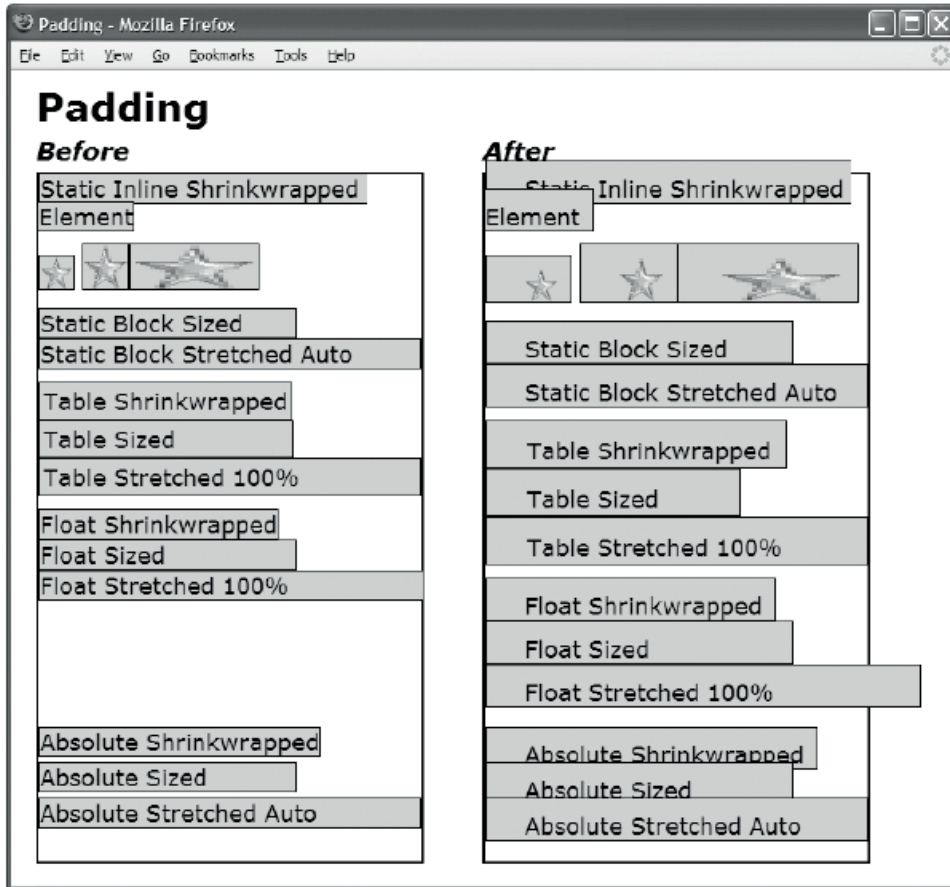 Padding - Mozilla Firefox
File Edit View Go Bookmarks Tools Help
Padding
Before
Static Inline Shrinkwrapped
Element
Static Block Sized
Static Block Stretched Auto
Table Shrinkwrapped
Table Sized
Table Stretched 100%
Float Shrinkwrapped
Float Sized
Float Stretched 100%
Absolute Shrinkwrapped
Absolute Sized
Absolute Stretched Auto
After
Static Inline Shrinkwrapped
Element
Static Block Sized
Static Block Stretched Auto
Table Shrinkwrapped
Table Sized
Table Stretched 100%
Float Shrinkwrapped
Float Sized
Float Stretched 100%
Absolute Shrinkwrapped
Absolute Sized
Absolute Stretched Auto